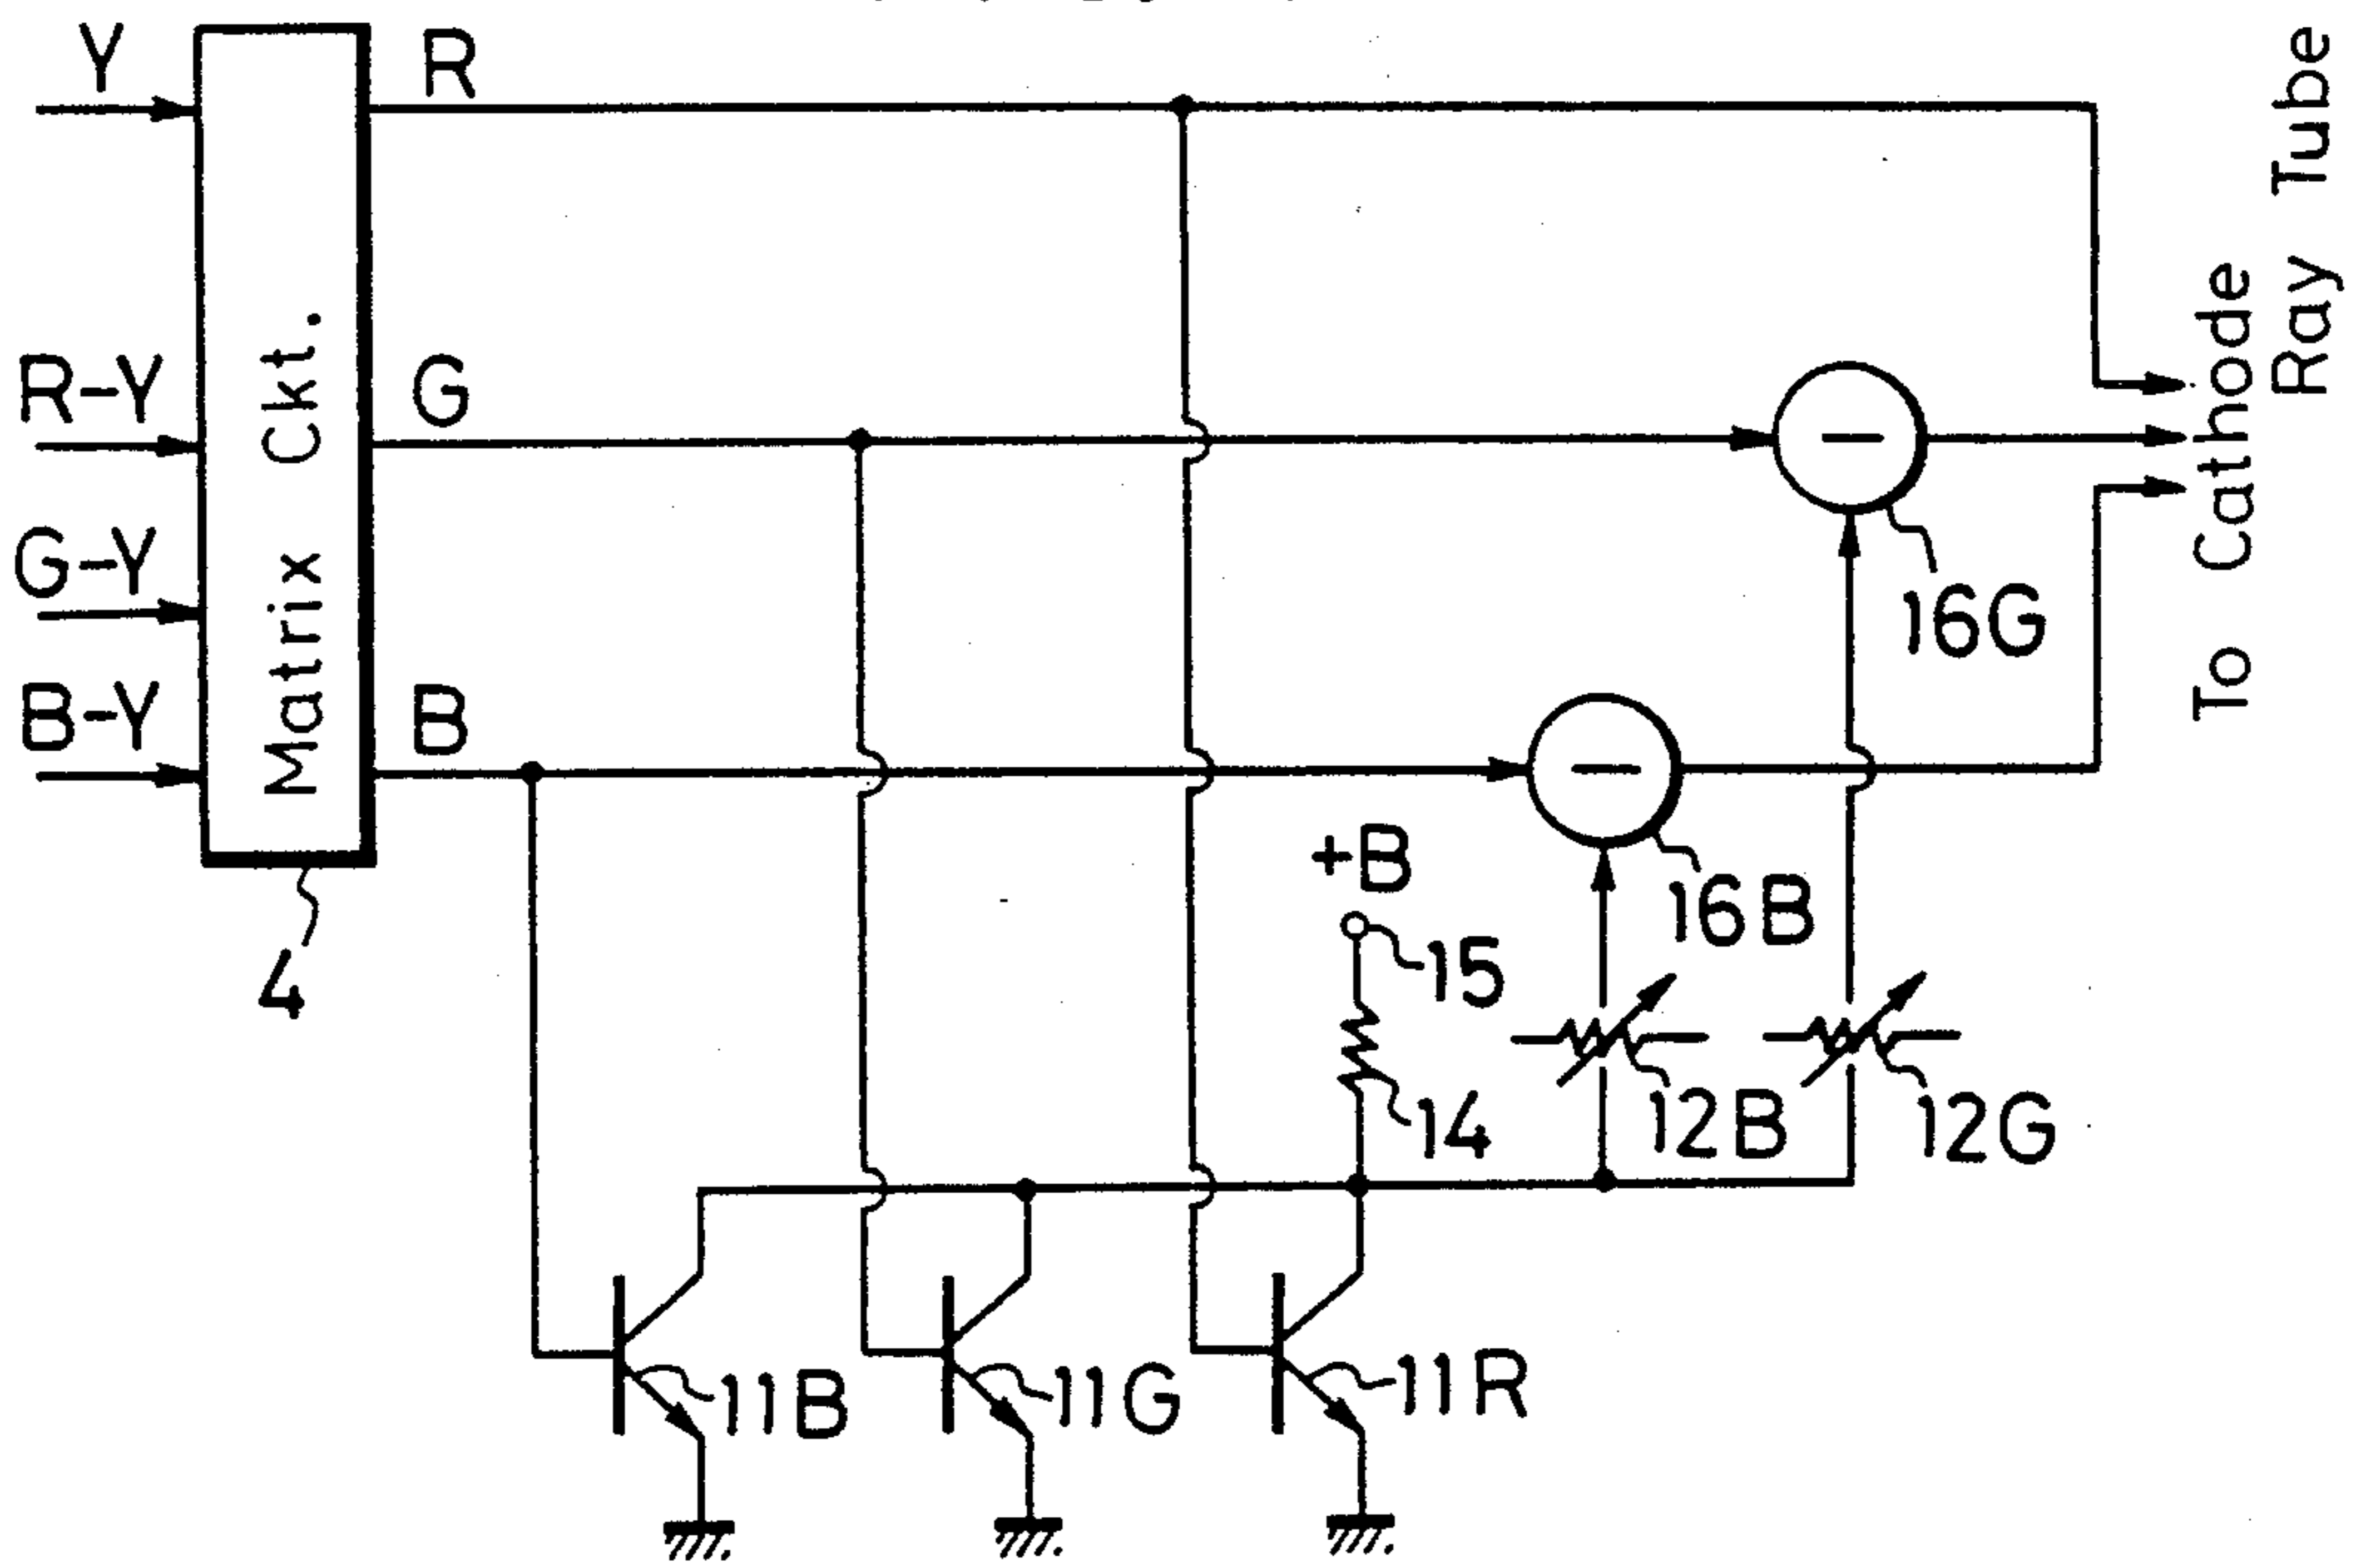 Y
R
R-Y
G
G-Y
B-Y
B
Matrix Ckt.
4
To Cathode
Ray Tube
16G
16B
+B
15
14
12B
12G
11B
11G
11R